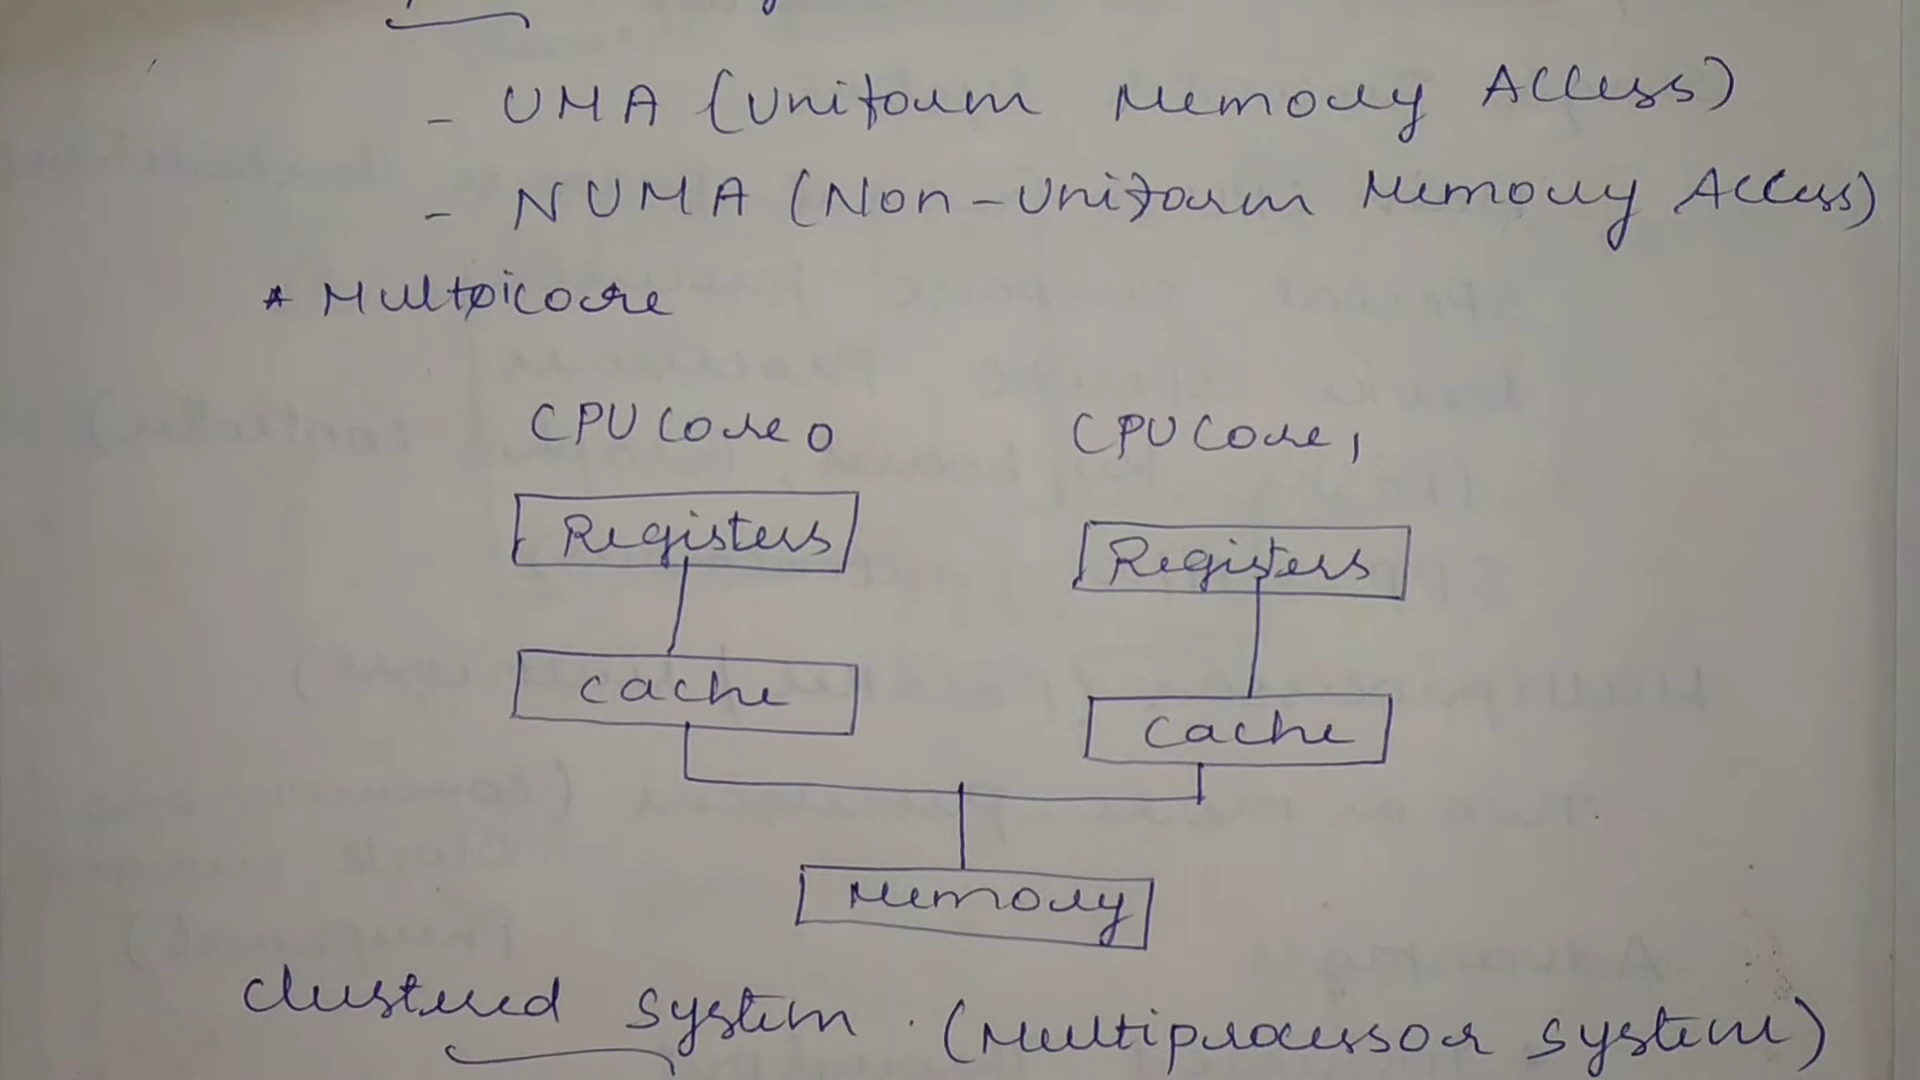 - UMA (Uniform Memory Access)
- NUMA (Non-Uniform Memory Access)
* Multicore
CPU Core 0
CPU Core 1
Registers
Registers
Cache
Cache
Memory
Clustered system. (Multiprocessor system)